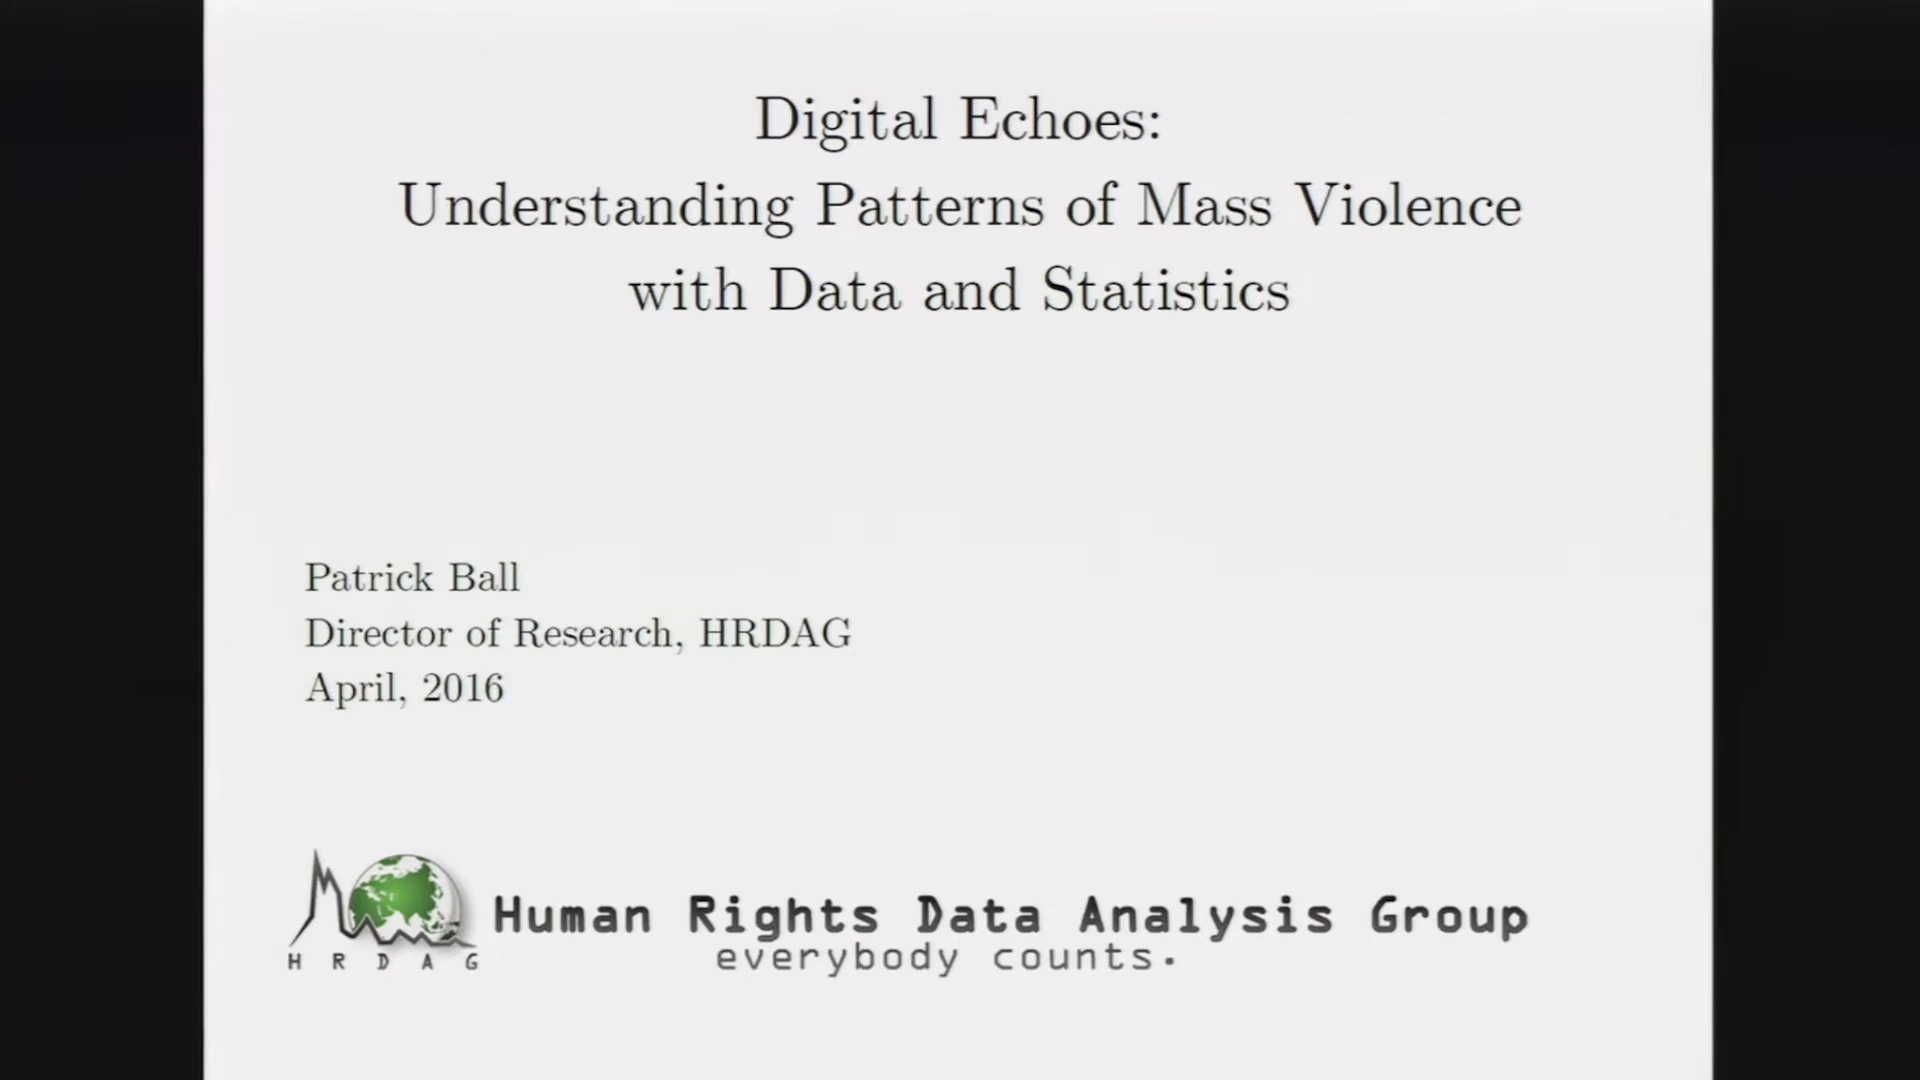 Digital Echoes:
Understanding Patterns of Mass Violence
with Data and Statistics
Patrick Ball
Director of Research, HRDAG
April, 2016
H R D A G
Human Rights Data Analysis Group
everybody counts.